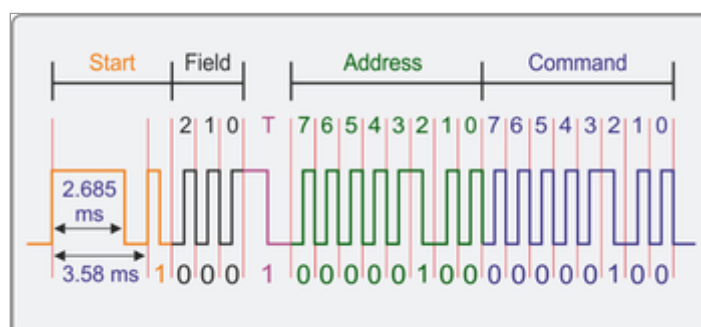 Start Field Address Command
2 1 0 T 7 6 5 4 3 2 1 0 7 6 5 4 3 2 1 0
2.685
ms
3.58 ms 1 0 0 0 1 0 0 0 0 0 1 0 0 0 0 0 0 0 1 0 0